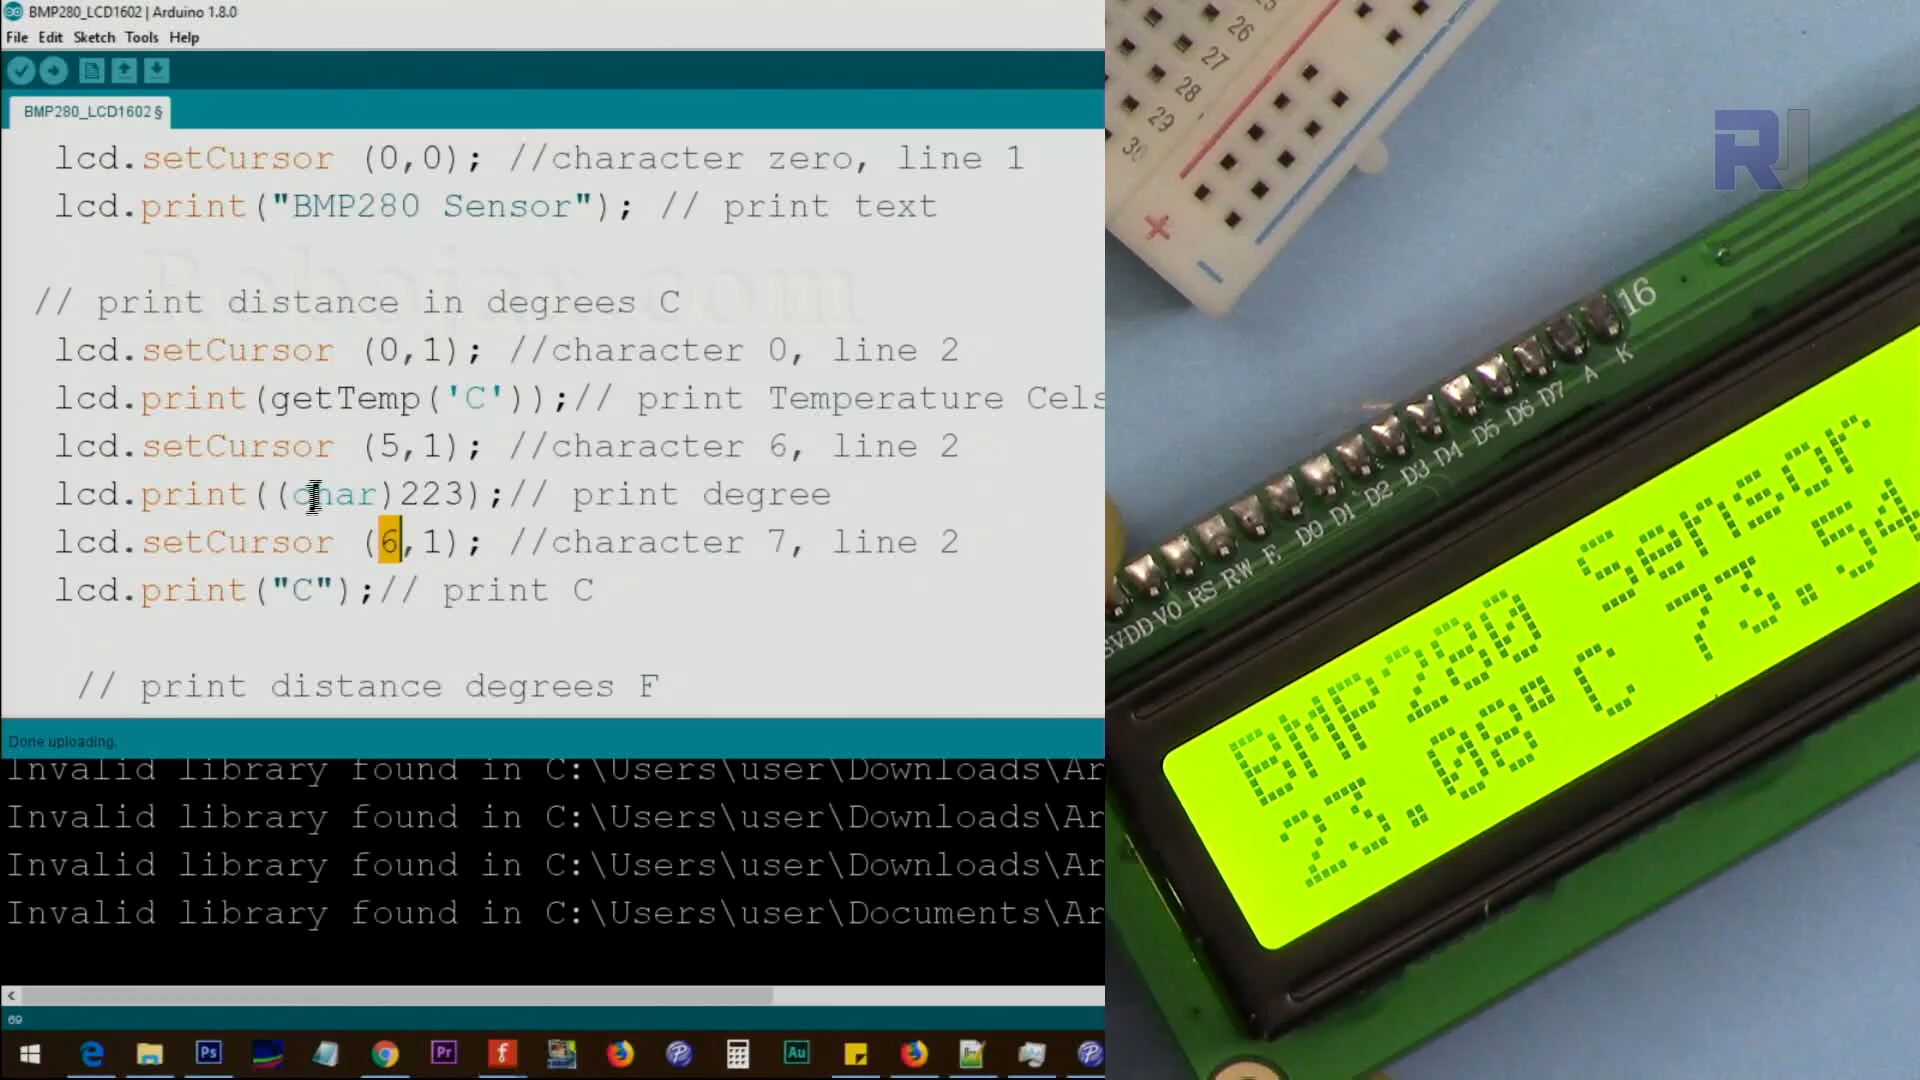 BMP280_LCD1602 | Arduino 1.8.0
File Edit Sketch Tools Help
BMP280_LCD1602 §
lcd.setCursor (0,0); //character zero, line 1
lcd.print("BMP280 Sensor"); // print text
Robojax.com
// print distance in degrees C
lcd.setCursor (0,1); //character 0, line 2
lcd.print(getTemp('C'));// print Temperature Cels
lcd.setCursor (5,1); //character 6, line 2
lcd.print((char)223);// print degree
lcd.setCursor (6,1); //character 7, line 2
lcd.print("C");// print C
// print distance degrees F
Done uploading.
Invalid library found in C:\Users\user\Downloads\Ar
Invalid library found in C:\Users\user\Downloads\Ar
Invalid library found in C:\Users\user\Downloads\Ar
Invalid library found in C:\Users\user\Documents\Ar
69
Ps
Pr
f
Au
26
27
28
29
30
+
−
RJ
16
VDD V0 RS RW E D0 D1 D2 D3 D4 D5 D6 D7 A K
BMP280 Sensor
23.08°C 73.54